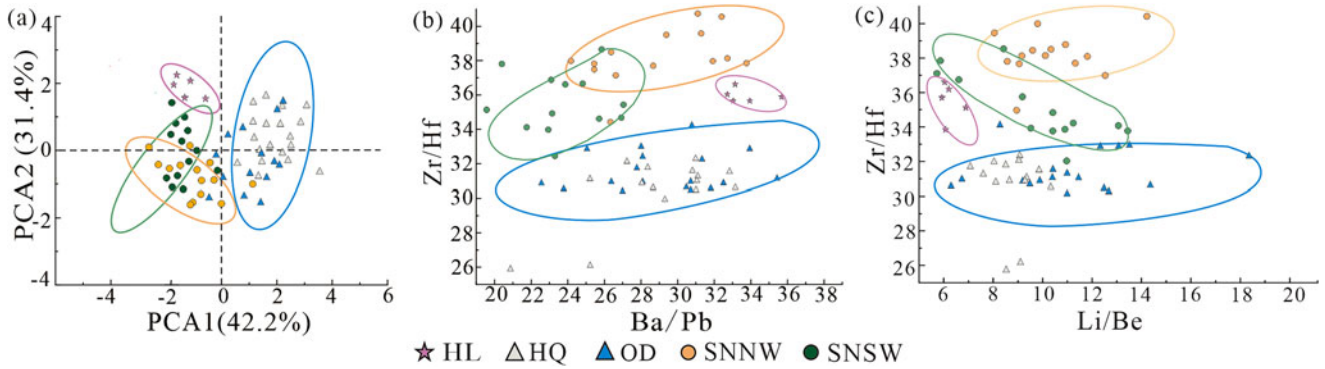 (a)
PCA2 (31.4%)
4
2
0
-2
-4
-4
-2
0
2
4
6
PCA1(42.2%)
(b)
Zr/Hf
40
38
36
34
32
30
28
26
20 22 24 26 28 30 32 34 36 38
Ba/Pb
(c)
Zr/Hf
40
38
36
34
32
30
28
26
6 8 10 12 14 16 18 20
Li/Be
HL HQ OD SNNW SNSW